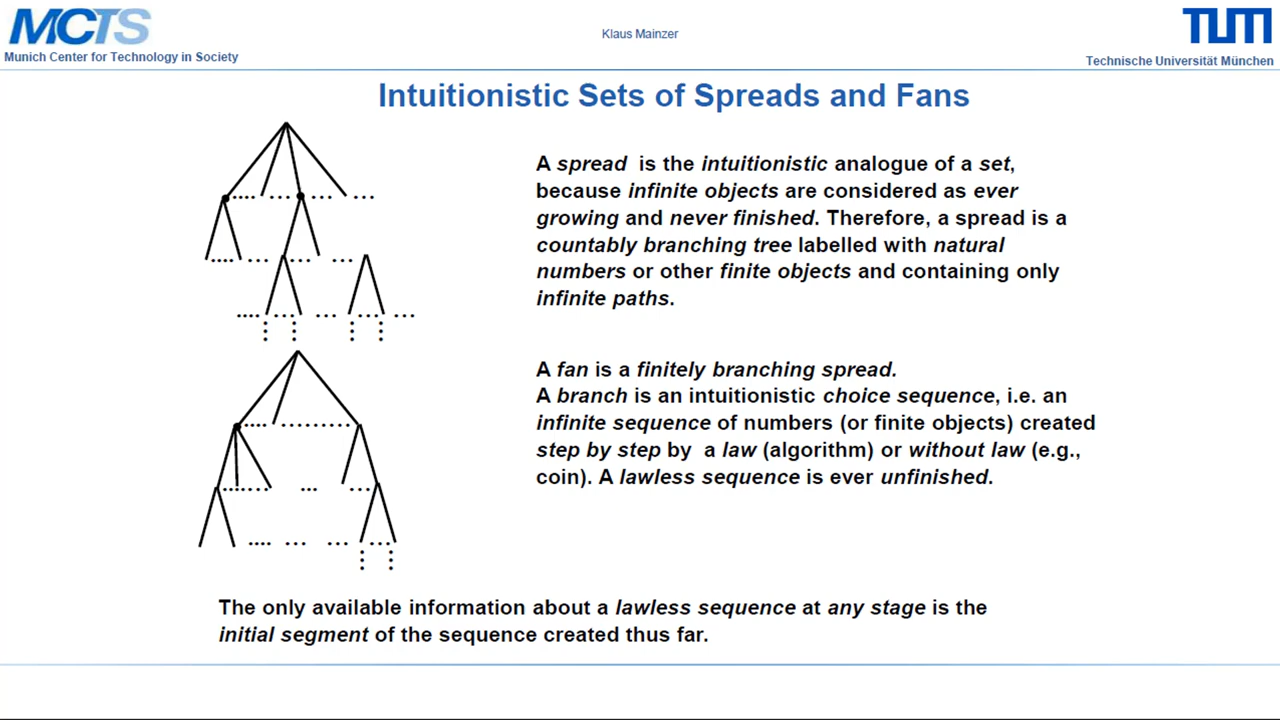 MCTS
Munich Center for Technology in Society
Klaus Mainzer
TUM
Technische Universität München
Intuitionistic Sets of Spreads and Fans
A spread is the intuitionistic analogue of a set,
because infinite objects are considered as ever
growing and never finished. Therefore, a spread is a
countably branching tree labelled with natural
numbers or other finite objects and containing only
infinite paths.
A fan is a finitely branching spread.
A branch is an intuitionistic choice sequence, i.e. an
infinite sequence of numbers (or finite objects) created
step by step by a law (algorithm) or without law (e.g.,
coin). A lawless sequence is ever unfinished.
The only available information about a lawless sequence at any stage is the
initial segment of the sequence created thus far.